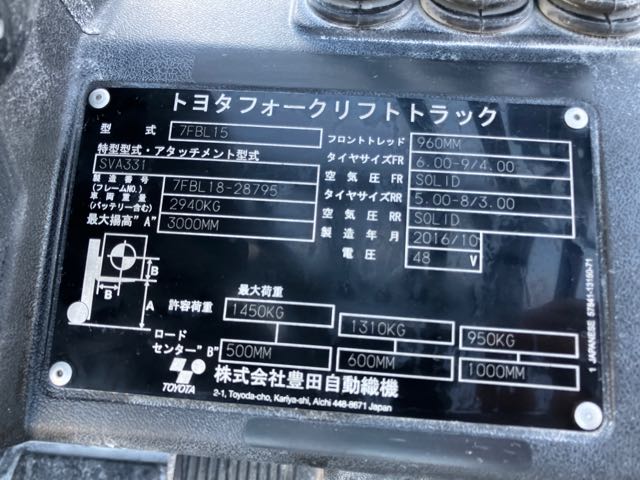 トヨタフォークリフトトラック
型 式 7FBL15
特型型式・アタッチメント型式
SVA331
製造番号
(フレームNO.) 7FBL18-28795
車両重量
(バッテリー含む) 2940KG
最大揚高"A" 3000MM
フロントトレッド 960MM
タイヤサイズFR 6.00-9/4.00
空気圧FR SOLID
タイヤサイズRR 5.00-8/3.00
空気圧RR SOLID
製造年月 2016/10
電圧 48 V
B
B
A
最大荷重
許容荷重 1450KG 1310KG 950KG
ロード
センター"B" 500MM 600MM 1000MM
TOYOTA 株式会社豊田自動織機
2-1, Toyoda-cho, Kariya-shi, Aichi 448-8671 Japan
1 JAPANESE 57841-13150-71